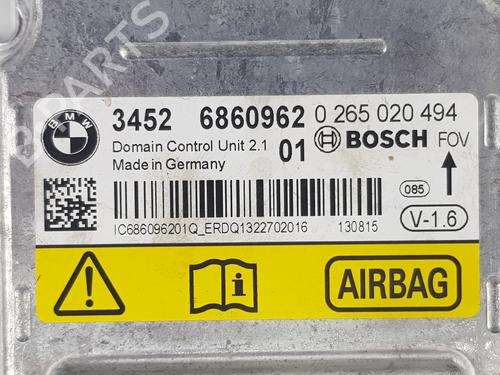 B-PARTS
BMW
3452 6860962 0 265 020 494
Domain Control Unit 2.1 01 BOSCH FOV
Made in Germany
085
V-1.6
IC686096201Q_ERDQ1322702016 130815
AIRBAG